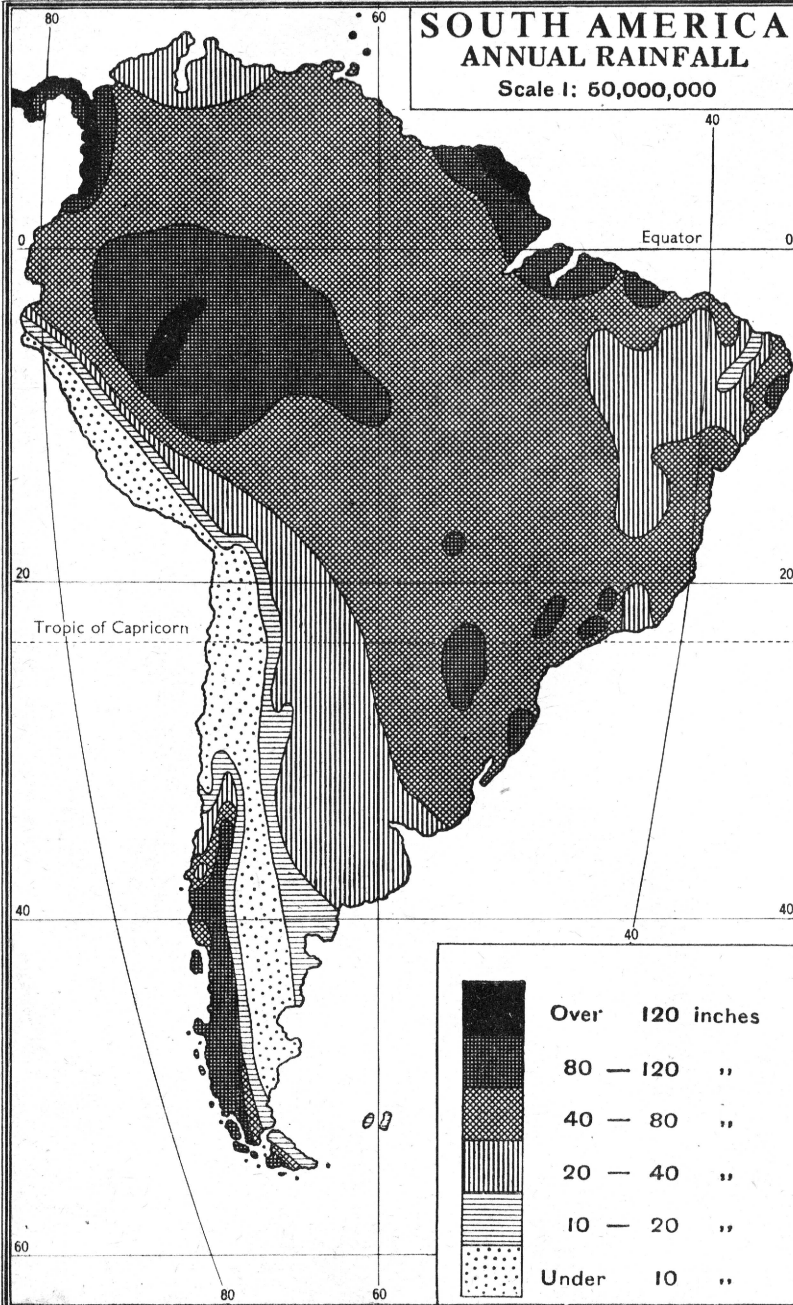 80
60
SOUTH AMERICA
ANNUAL RAINFALL
Scale 1: 50,000,000
40
0
Equator
0
20
20
Tropic of Capricorn
40
40
40
Over 120 inches
80 — 120 ,,
40 — 80 ,,
20 — 40 ,,
10 — 20 ,,
Under 10 ,,
60
80
60